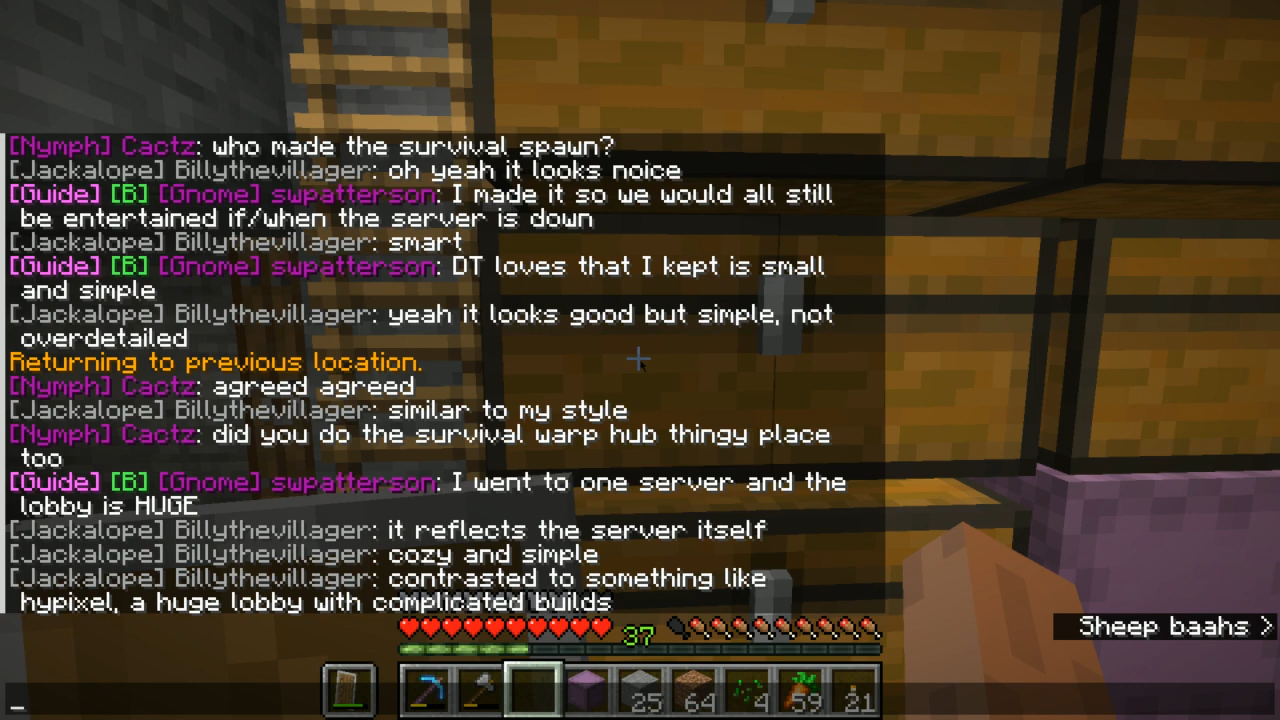 [Nymph] Cactz: who made the survival spawn?
[Jackalope] Billythevillager: oh yeah it looks noice
[Guide] [B] [Gnome] swpatterson: I made it so we would all still
be entertained if/when the server is down
[Jackalope] Billythevillager: smart
[Guide] [B] [Gnome] swpatterson: DT loves that I kept is small
and simple
[Jackalope] Billythevillager: yeah it looks good but simple, not
overdetailed
Returning to previous location.
[Nymph] Cactz: agreed agreed
[Jackalope] Billythevillager: similar to my style
[Nymph] Cactz: did you do the survival warp hub thingy place
too
[Guide] [B] [Gnome] swpatterson: I went to one server and the
lobby is HUGE
[Jackalope] Billythevillager: it reflects the server itself
[Jackalope] Billythevillager: cozy and simple
[Jackalope] Billythevillager: contrasted to something like
hypixel, a huge lobby with complicated builds
Sheep baahs >
37
25 64 4 59 21
_